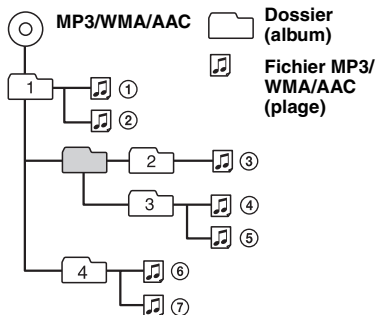 MP3/WMA/AAC
Dossier
(album)
Fichier MP3/
WMA/AAC
(plage)
1
①
②
2
③
3
④
⑤
4
⑥
⑦